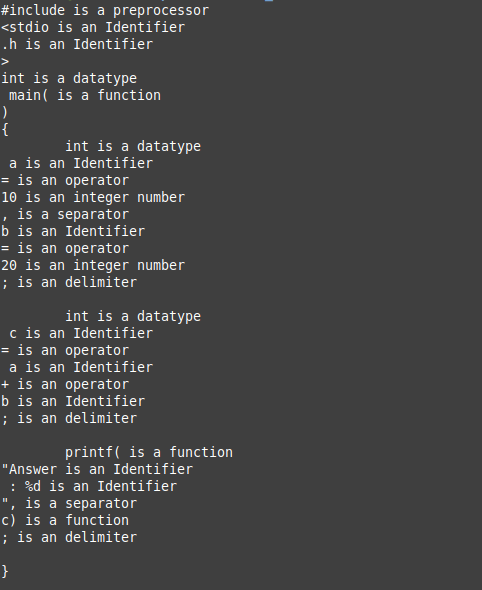 #include is a preprocessor
<stdio is an Identifier
.h is an Identifier
>
int is a datatype
 main( is a function
)
{
        int is a datatype
 a is an Identifier
= is an operator
10 is an integer number
, is a separator
b is an Identifier
= is an operator
20 is an integer number
; is an delimiter

        int is a datatype
 c is an Identifier
= is an operator
 a is an Identifier
+ is an operator
b is an Identifier
; is an delimiter

        printf( is a function
"Answer is an Identifier
 : %d is an Identifier
", is a separator
c) is a function
; is an delimiter

}